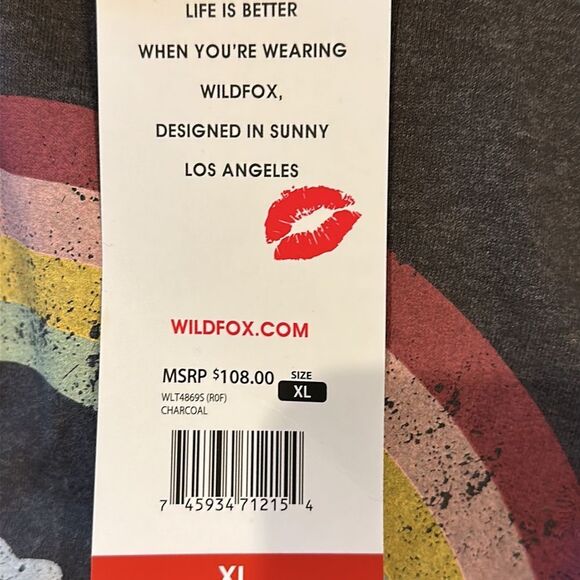 LIFE IS BETTER
WHEN YOU'RE WEARING
WILDFOX,
DESIGNED IN SUNNY
LOS ANGELES
WILDFOX.COM
MSRP $108.00 SIZE
XL
WLT4869S (R0F)
CHARCOAL
7 45934 71215 4
XL